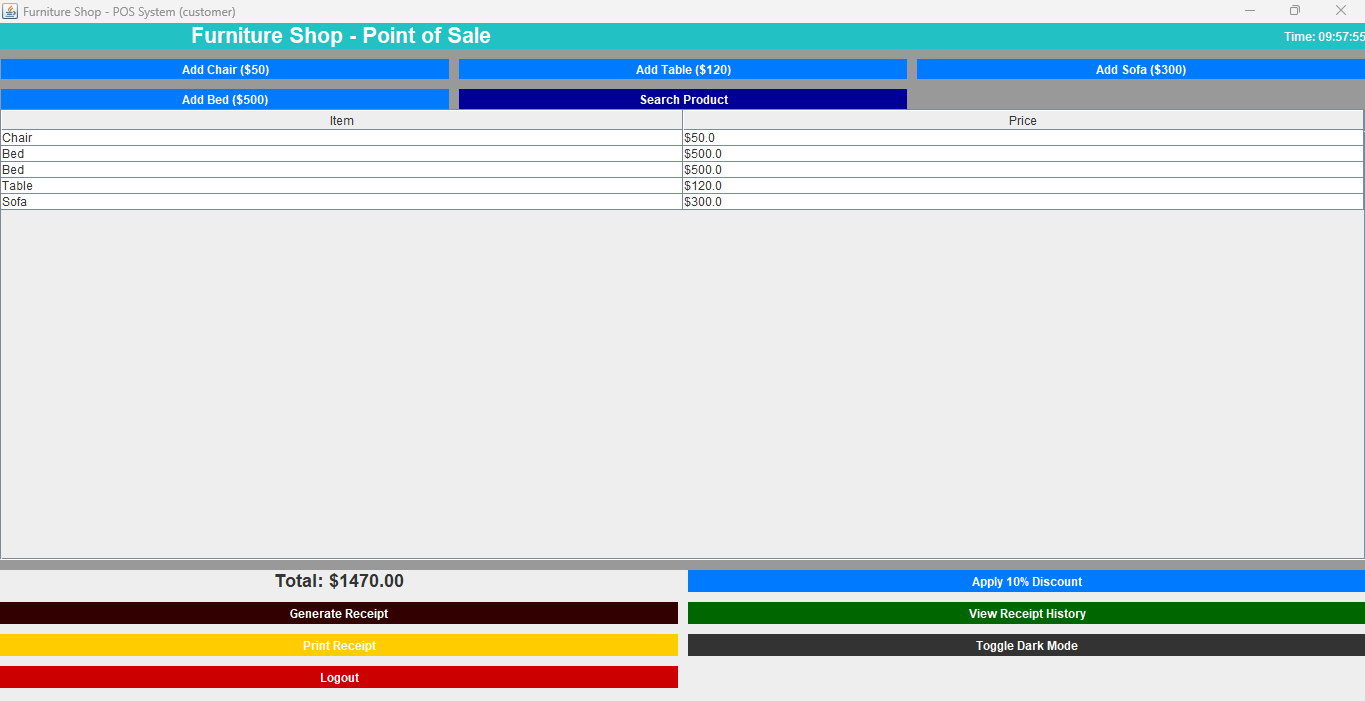 Furniture Shop - POS System (customer)
Furniture Shop - Point of Sale Time: 09:57:55
Add Chair ($50) Add Table ($120) Add Sofa ($300)
Add Bed ($500) Search Product
Item Price
Chair $50.0
Bed $500.0
Bed $500.0
Table $120.0
Sofa $300.0
Total: $1470.00 Apply 10% Discount
Generate Receipt View Receipt History
Print Receipt Toggle Dark Mode
Logout